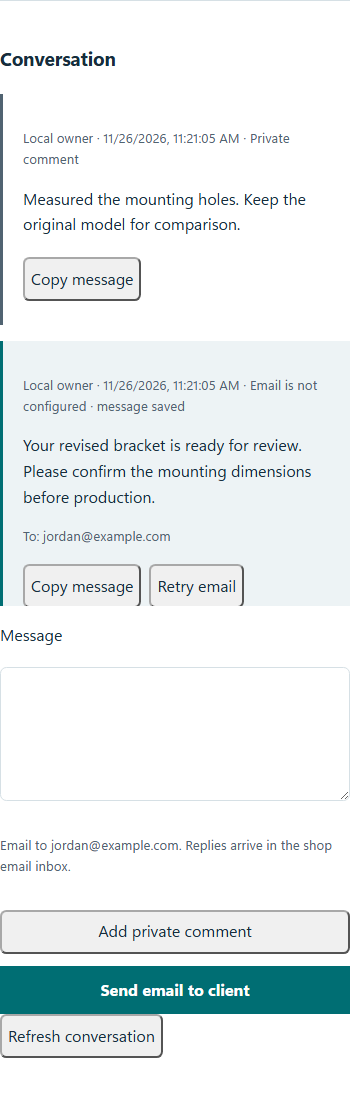 Conversation
Local owner · 11/26/2026, 11:21:05 AM · Private
comment
Measured the mounting holes. Keep the
original model for comparison.
Copy message
Local owner · 11/26/2026, 11:21:05 AM · Email is not
configured · message saved
Your revised bracket is ready for review.
Please confirm the mounting dimensions
before production.
To: jordan@example.com
Copy message Retry email
Message
Email to jordan@example.com. Replies arrive in the shop
email inbox.
Add private comment
Send email to client
Refresh conversation